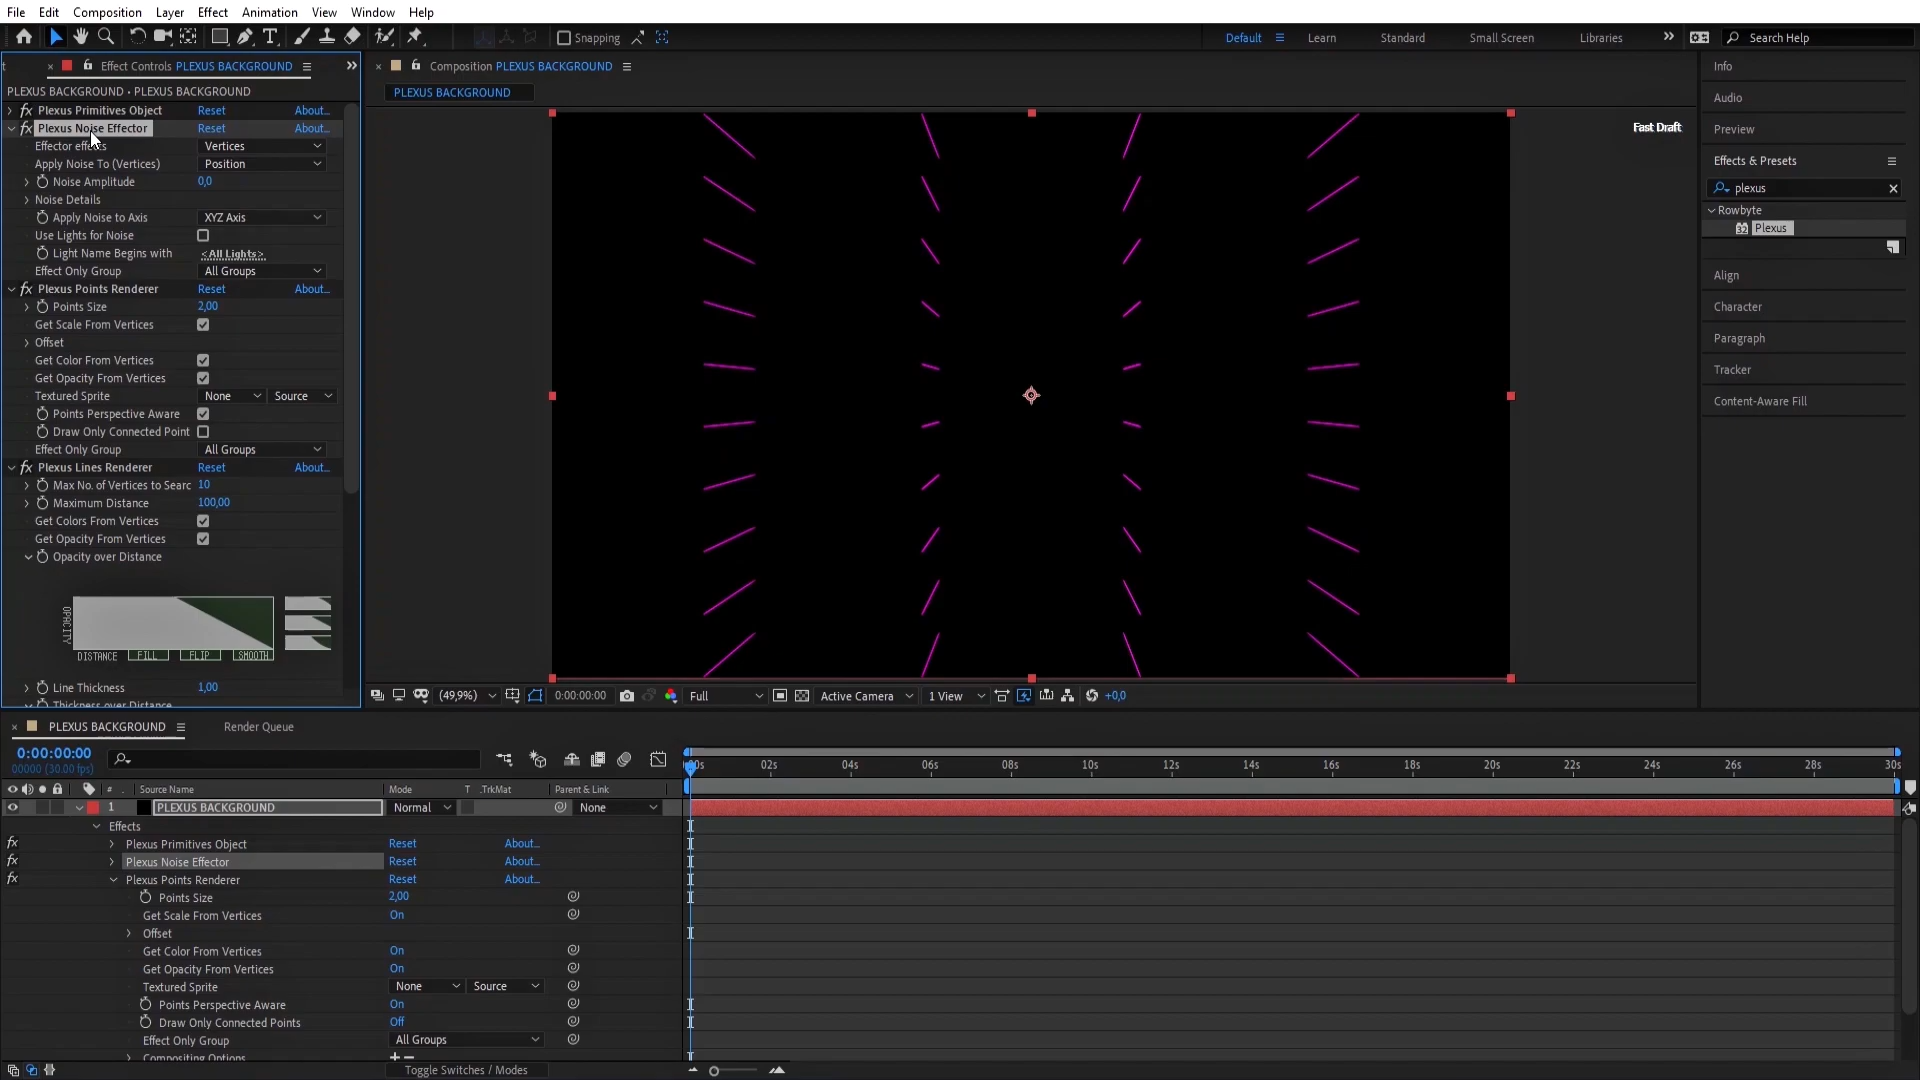 File Edit Composition Layer Effect Animation View Window Help
Snapping Default Learn Standard Small Screen Libraries Search Help
Effect Controls PLEXUS BACKGROUND
Composition PLEXUS BACKGROUND
PLEXUS BACKGROUND • PLEXUS BACKGROUND
PLEXUS BACKGROUND
Plexus Primitives Object Reset About...
Plexus Noise Effector Reset About...
Vertices
Apply Noise To (Vertices) Position
Noise Amplitude 0,0
Noise Details
Apply Noise to Axis XYZ Axis
Use Lights for Noise
Light Name Begins with <All Lights>
Effect Only Group All Groups
Plexus Points Renderer Reset About...
Points Size 2,00
Get Scale From Vertices
Offset
Get Color From Vertices
Get Opacity From Vertices
Textured Sprite None Source
Points Perspective Aware
Draw Only Connected Point
Effect Only Group All Groups
Plexus Lines Renderer Reset About...
Max No. of Vertices to Searc 10
Maximum Distance 100,00
Get Colors From Vertices
Get Opacity From Vertices
Opacity over Distance
OPACITY
DISTANCE FILL FLIP SMOOTH
Line Thickness 1,00
Thickness over Distance
Fast Draft
(49,9%) 0:00:00:00 Full Active Camera 1 View +0,0
Info
Audio
Preview
Effects & Presets
plexus
Rowbyte
32 Plexus
Align
Character
Paragraph
Tracker
Content-Aware Fill
PLEXUS BACKGROUND Render Queue
0:00:00:00
00000 (30.00 fps)
00s 02s 04s 06s 08s 10s 12s 14s 16s 18s 20s 22s 24s 26s 28s 30s
# Source Name Mode T .TrkMat Parent & Link
1 PLEXUS BACKGROUND Normal None
Effects
fx Plexus Primitives Object Reset About...
fx Plexus Noise Effector Reset About...
fx Plexus Points Renderer Reset About...
Points Size 2,00
Get Scale From Vertices On
Offset
Get Color From Vertices On
Get Opacity From Vertices On
Textured Sprite None Source
Points Perspective Aware On
Draw Only Connected Points Off
Effect Only Group All Groups
Compositing Options + −
Toggle Switches / Modes